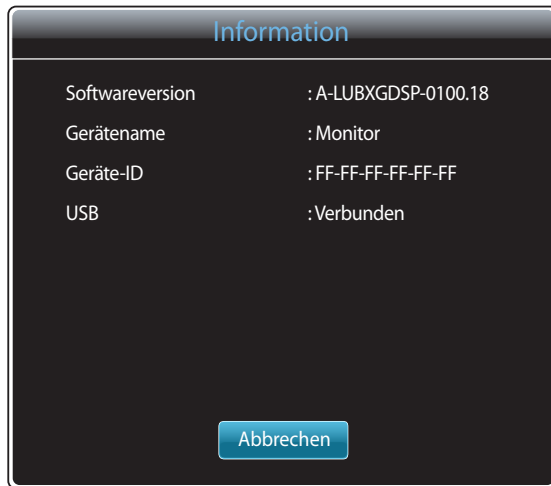 Information
Softwareversion : A-LUBXGDSP-0100.18
Gerätename : Monitor
Geräte-ID : FF-FF-FF-FF-FF-FF
USB : Verbunden
Abbrechen